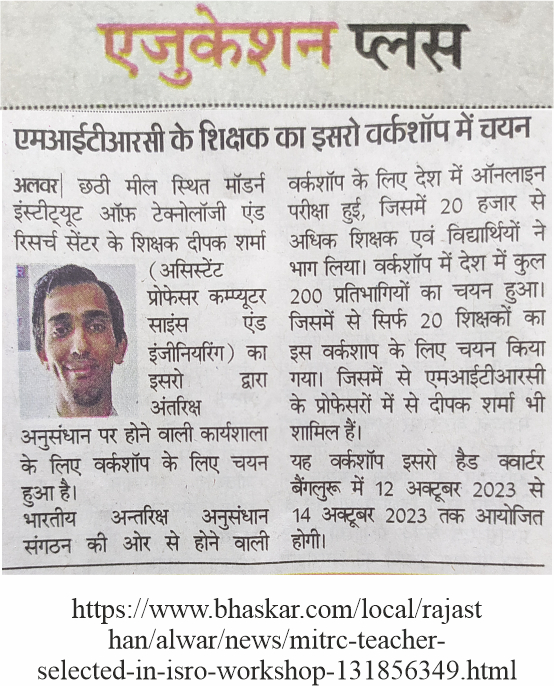 एजुकेशन प्लस
एमआईटीआरसी के शिक्षक का इसरो वर्कशॉप में चयन
अलवर| छठी मील स्थित मॉडर्न
इंस्टीट्यूट ऑफ टेक्नोलॉजी एंड
रिसर्च सेंटर के शिक्षक दीपक शर्मा
(असिस्टेंट
प्रोफेसर कम्प्यूटर
साइंस एंड
इंजीनियरिंग) का
इसरो द्वारा
अंतरिक्ष
अनुसंधान पर होने वाली कार्यशाला
के लिए वर्कशॉप के लिए चयन
हुआ है।
भारतीय अन्तरिक्ष अनुसंधान
संगठन की ओर से होने वाली
वर्कशॉप के लिए देश में ऑनलाइन
परीक्षा हुई, जिसमें 20 हजार से
अधिक शिक्षक एवं विद्यार्थियों ने
भाग लिया। वर्कशॉप में देश में कुल
200 प्रतिभागियों का चयन हुआ।
जिसमें से सिर्फ 20 शिक्षकों का
इस वर्कशाप के लिए चयन किया
गया। जिसमें से एमआईटीआरसी
के प्रोफेसरों में से दीपक शर्मा भी
शामिल हैं।
यह वर्कशॉप इसरो हैड क्वार्टर
बैंगलुरू में 12 अक्टूबर 2023 से
14 अक्टूबर 2023 तक आयोजित
होगी।
https://www.bhaskar.com/local/rajast
han/alwar/news/mitrc-teacher-
selected-in-isro-workshop-131856349.html